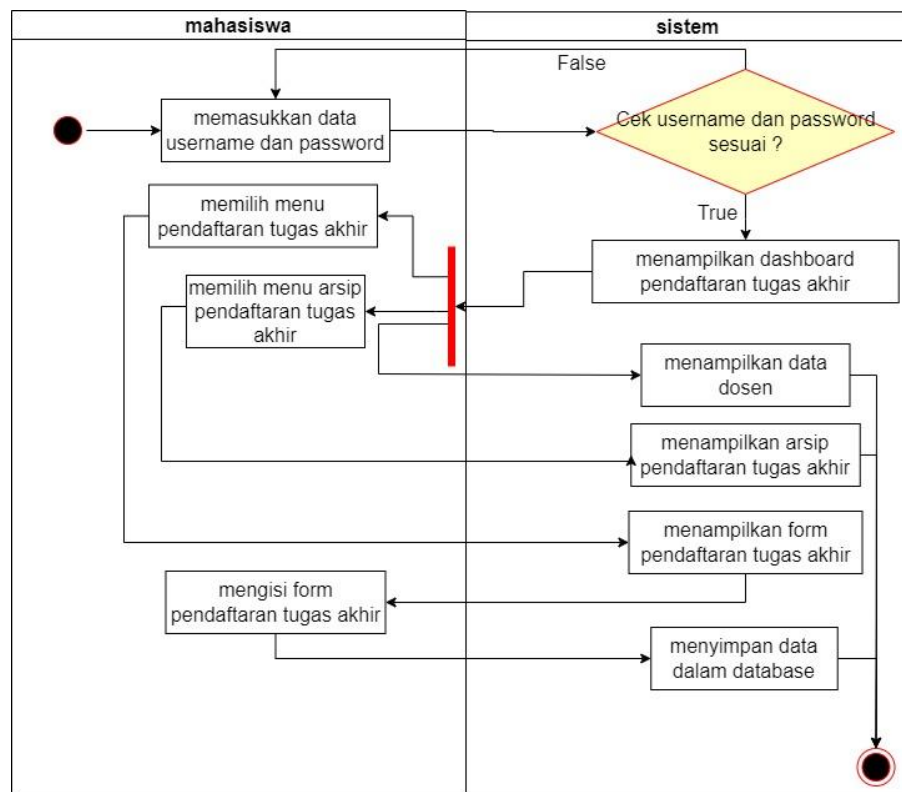 mahasiswa
sistem
False
memasukkan data
username dan password
Cek username dan password
sesuai ?
True
memilih menu
pendaftaran tugas akhir
menampilkan dashboard
pendaftaran tugas akhir
memilih menu arsip
pendaftaran tugas
akhir
menampilkan data
dosen
menampilkan arsip
pendaftaran tugas akhir
menampilkan form
pendaftaran tugas akhir
mengisi form
pendaftaran tugas akhir
menyimpan data
dalam database